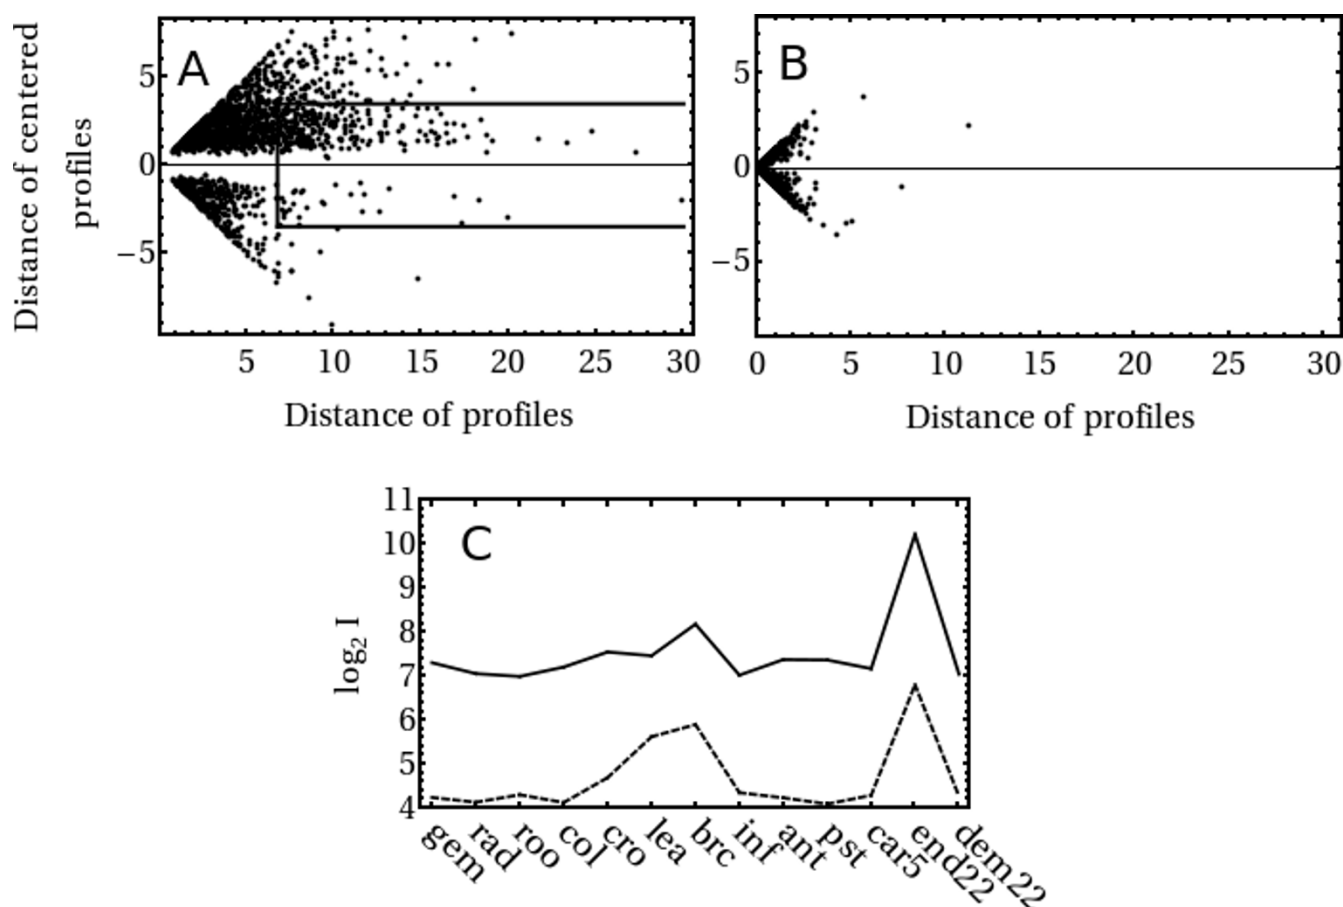 A
Distance of centered
profiles
5
0
−5
5 10 15 20 25 30
Distance of profiles
B
5
0
−5
0 5 10 15 20 25 30
Distance of profiles
C
log₂ I
11
10
9
8
7
6
5
4
gem rad roo col cro lea brc inf ant pst car5 end22 dem22